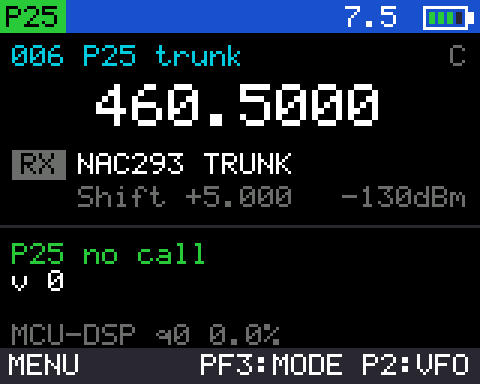 P25 7.5
006 P25 trunk C
460.5000
RX NAC293 TRUNK
Shift +5.000 -130dBm
P25 no call
v 0
MCU-DSP q0 0.0%
MENU PF3:MODE P2:VFO